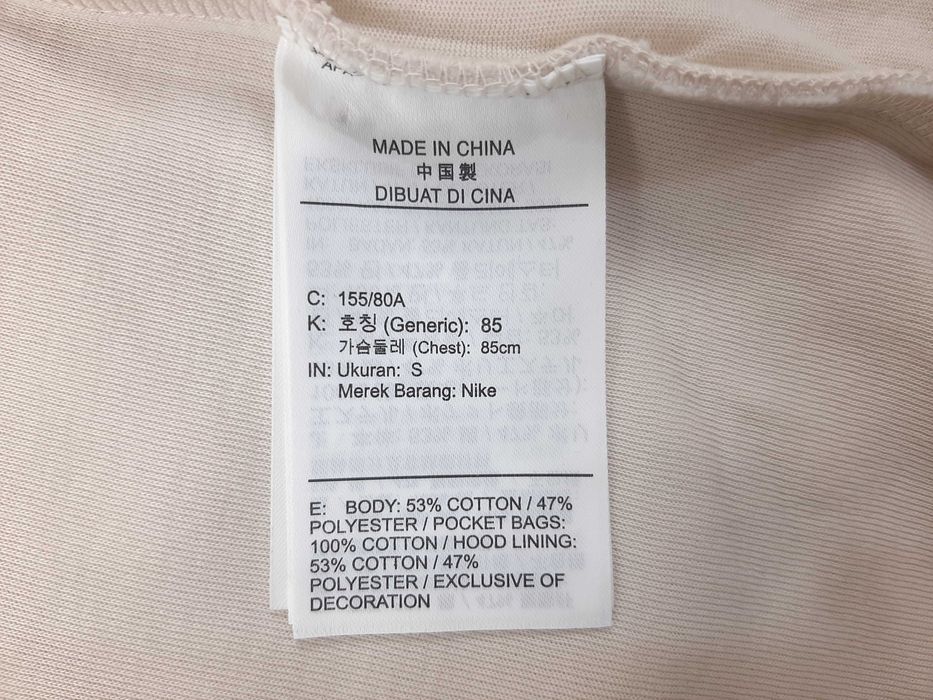 MADE IN CHINA
中国製
DIBUAT DI CINA
C: 155/80A
K: 호칭 (Generic): 85
가슴둘레 (Chest): 85cm
IN: Ukuran: S
Merek Barang: Nike
E: BODY: 53% COTTON / 47%
POLYESTER / POCKET BAGS:
100% COTTON / HOOD LINING:
53% COTTON / 47%
POLYESTER / EXCLUSIVE OF
DECORATION